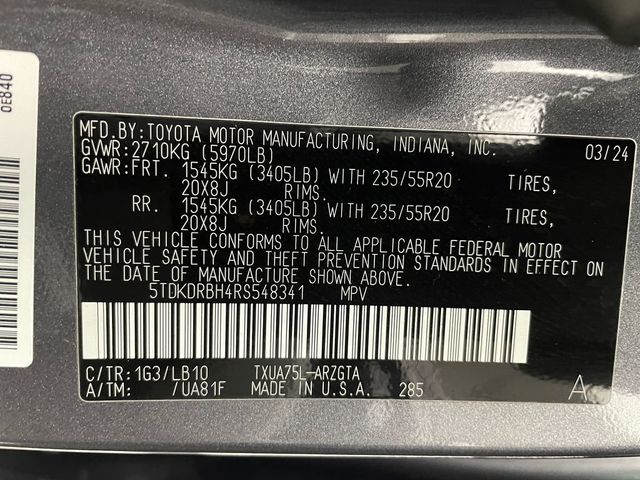 0E840
MFD.BY:TOYOTA MOTOR MANUFACTURING, INDIANA, INC. 03/24
GVWR:2710KG (5970LB)
GAWR:FRT. 1545KG (3405LB) WITH 235/55R20 TIRES,
20X8J RIMS.
RR. 1545KG (3405LB) WITH 235/55R20 TIRES,
20X8J RIMS.
THIS VEHICLE CONFORMS TO ALL APPLICABLE FEDERAL MOTOR
VEHICLE SAFETY AND THEFT PREVENTION STANDARDS IN EFFECT ON
THE DATE OF MANUFACTURE SHOWN ABOVE.
5TDKDRBH4RS548341 MPV
C/TR:1G3/LB10 TXUA75L-ARZGTA
A/TM: /UA81F MADE IN U.S.A. 285 A